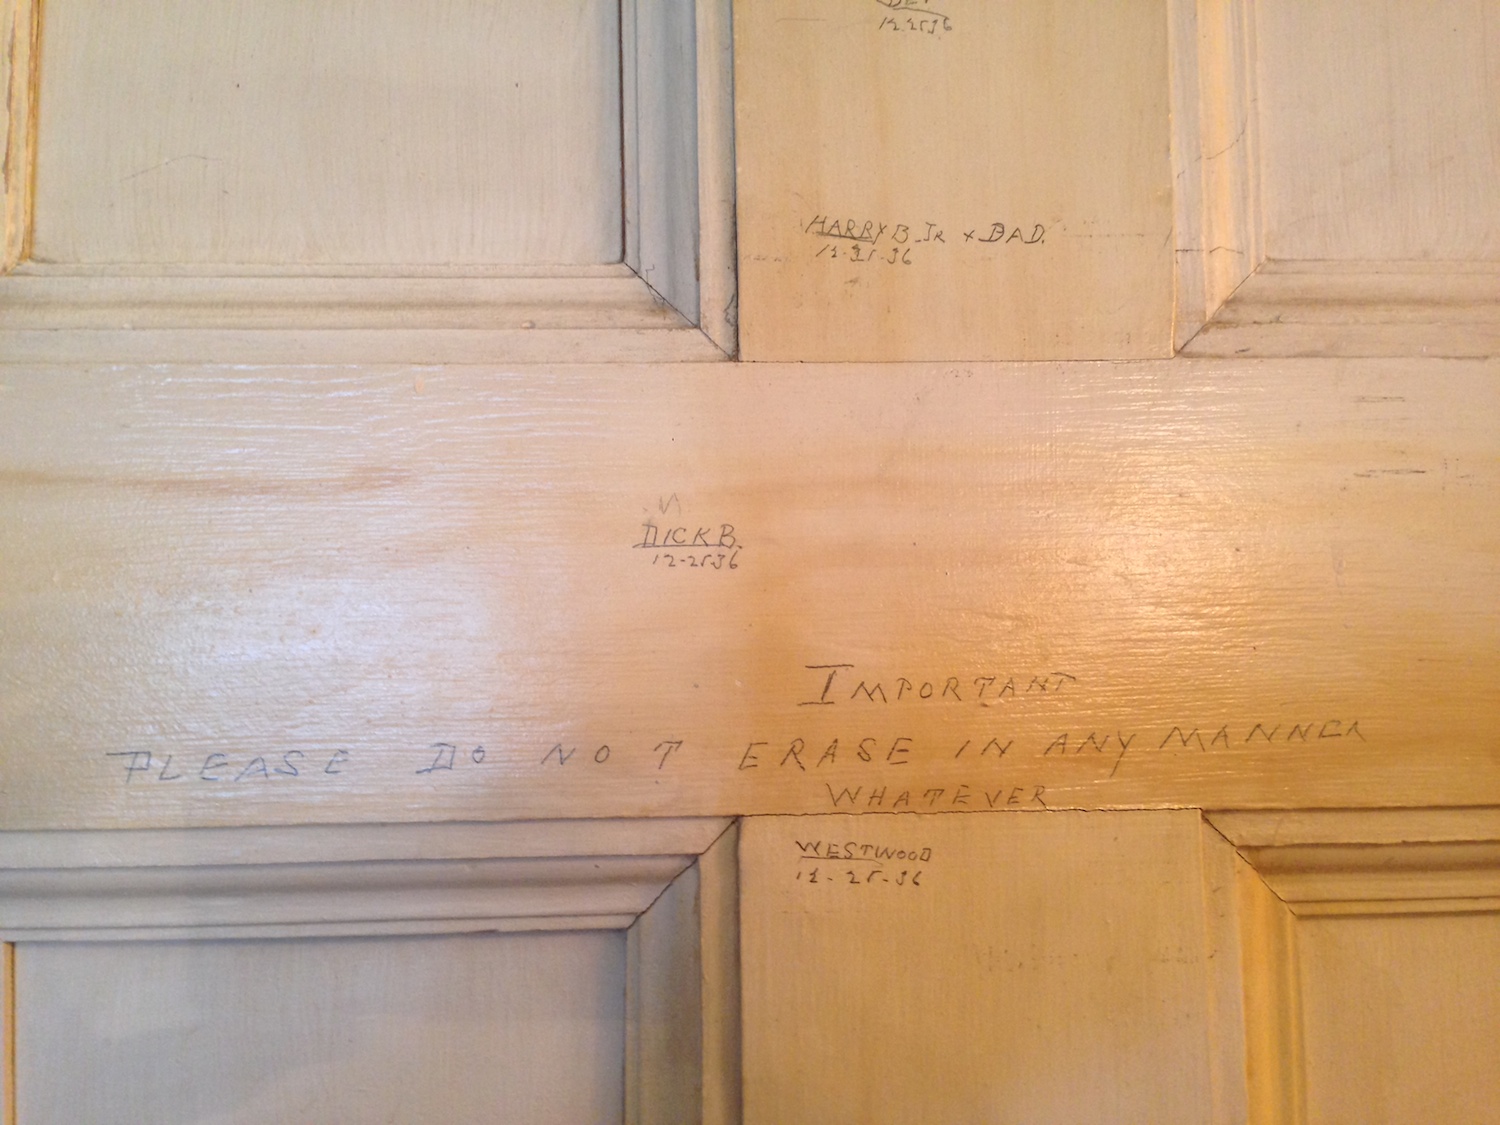 BEV
12.25.36
HARRY B. JR + DAD.
12-25-36
DICK B.
12-25-36
IMPORTANT
PLEASE DO NOT ERASE IN ANY MANNER
WHATEVER
WESTWOOD
12-25-36